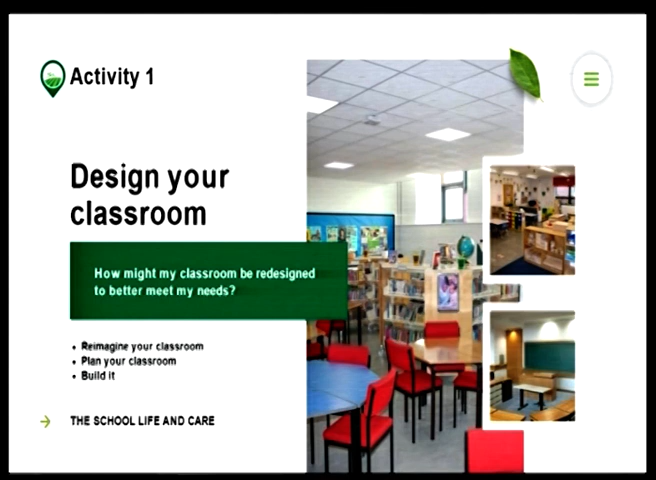 Activity 1
Design your
classroom
How might my classroom be redesigned
to better meet my needs?
• Reimagine your classroom
• Plan your classroom
• Build it
THE SCHOOL LIFE AND CARE